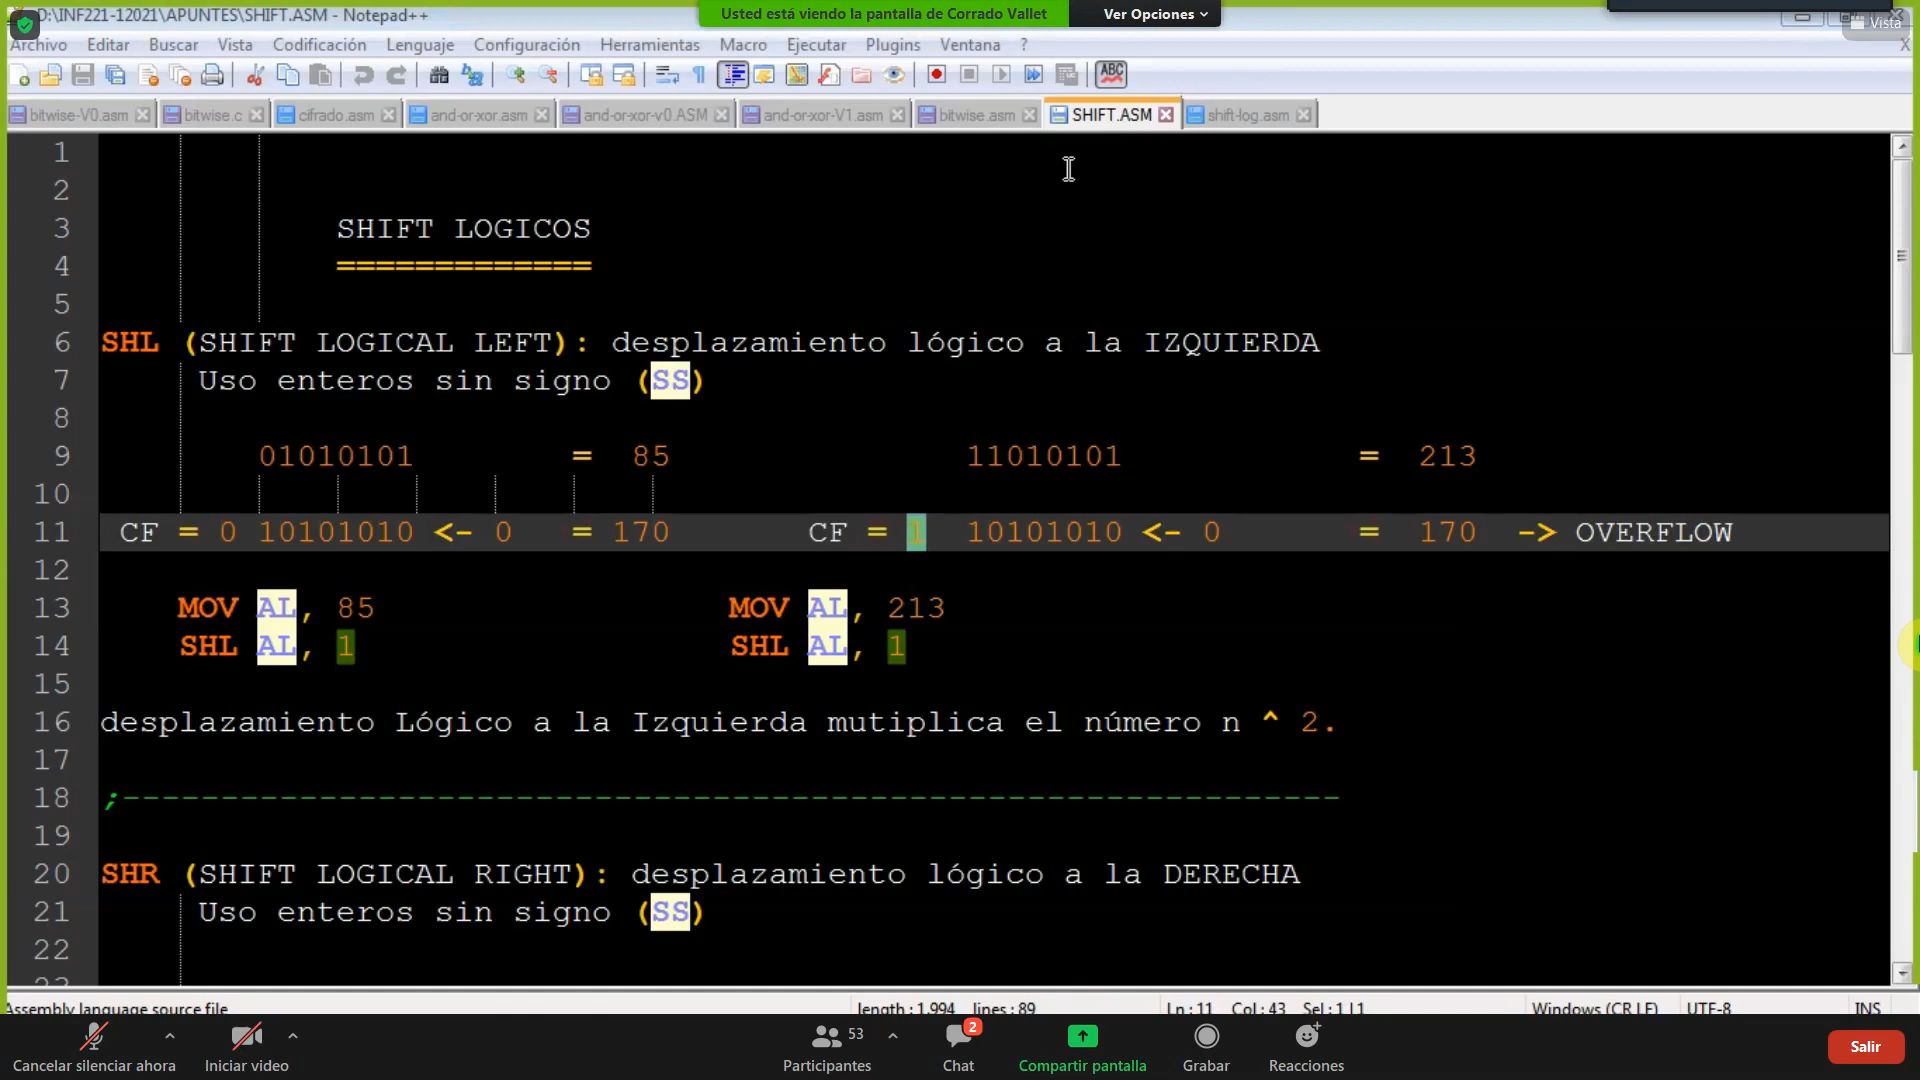 D:\INF221-12021\APUNTES\SHIFT.ASM - Notepad++
Usted está viendo la pantalla de Corrado Vallet
Ver Opciones
Vista
Archivo Editar Buscar Vista Codificación Lenguaje Configuración Herramientas Macro Ejecutar Plugins Ventana ?
ABC
bitwise-V0.asm bitwise.c cifrado.asm and-or-xor.asm and-or-xor-v0.ASM and-or-xor-V1.asm bitwise.asm SHIFT.ASM shift-log.asm
1
2
3 SHIFT LOGICOS
4 =============
5
6 SHL (SHIFT LOGICAL LEFT): desplazamiento lógico a la IZQUIERDA
7 Uso enteros sin signo (SS)
8
9 01010101 = 85 11010101 = 213
10
11 CF = 0 10101010 <- 0 = 170 CF = 1 10101010 <- 0 = 170 -> OVERFLOW
12
13 MOV AL, 85 MOV AL, 213
14 SHL AL, 1 SHL AL, 1
15
16 desplazamiento Lógico a la Izquierda mutiplica el número n ^ 2.
17
18 ;--------------------------------------------------------------
19
20 SHR (SHIFT LOGICAL RIGHT): desplazamiento lógico a la DERECHA
21 Uso enteros sin signo (SS)
22
23
Assembly language source file length : 1.994 lines : 89 Ln : 11 Col : 43 Sel : 1 | 1 Windows (CR LF) UTF-8 INS
53 2
Cancelar silenciar ahora Iniciar video Participantes Chat Compartir pantalla Grabar Reacciones Salir